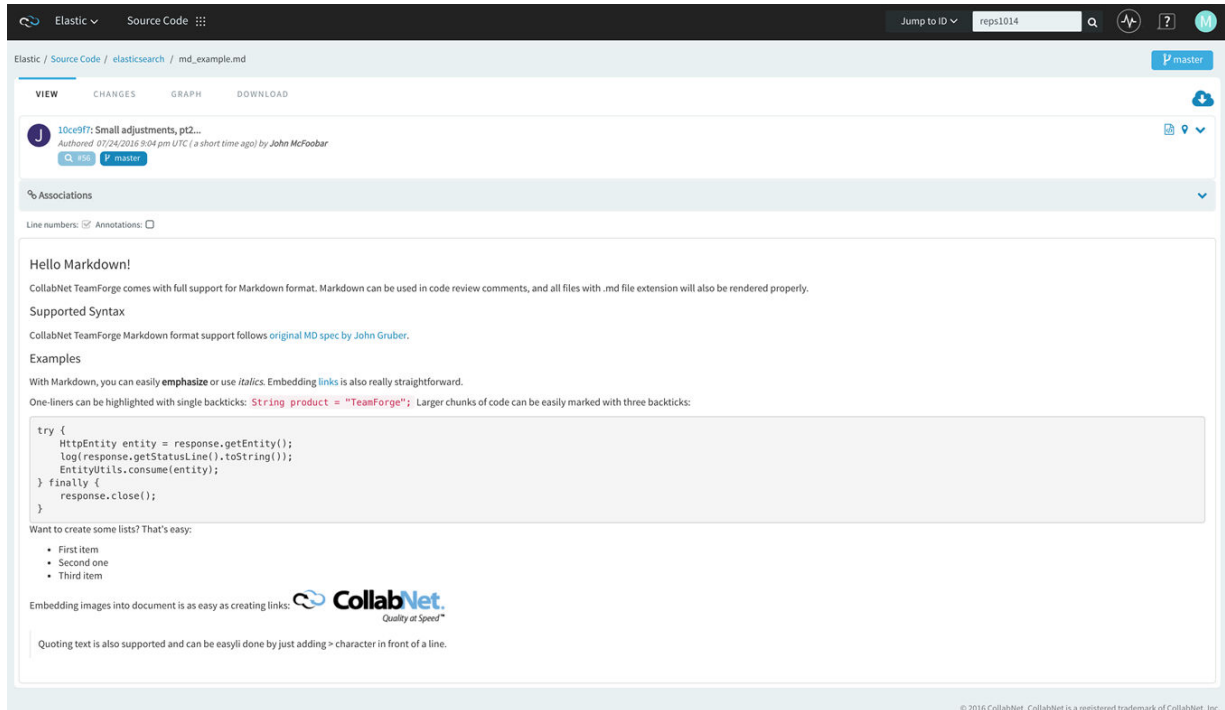 Elastic Source Code Jump to ID reps1014 ? M
Elastic / Source Code / elasticsearch / md_example.md master
VIEW CHANGES GRAPH DOWNLOAD
J
10ce9f7: Small adjustments, pt2...
Authored 07/24/2016 9:04 pm UTC ( a short time ago) by John McFoobar
#56 master
Associations
Line numbers: Annotations:
Hello Markdown!
CollabNet TeamForge comes with full support for Markdown format. Markdown can be used in code review comments, and all files with .md file extension will also be rendered properly.
Supported Syntax
CollabNet TeamForge Markdown format support follows original MD spec by John Gruber.
Examples
With Markdown, you can easily emphasize or use italics. Embedding links is also really straightforward.
One-liners can be highlighted with single backticks: String product = "TeamForge"; Larger chunks of code can be easily marked with three backticks:
try {
    HttpEntity entity = response.getEntity();
    log(response.getStatusLine().toString());
    EntityUtils.consume(entity);
} finally {
    response.close();
}
Want to create some lists? That's easy:
• First item
• Second one
• Third item
Embedding images into document is as easy as creating links: CollabNet.
Quality at Speed™
Quoting text is also supported and can be easyli done by just adding > character in front of a line.
© 2016 CollabNet. CollabNet is a registered trademark of CollabNet, Inc.